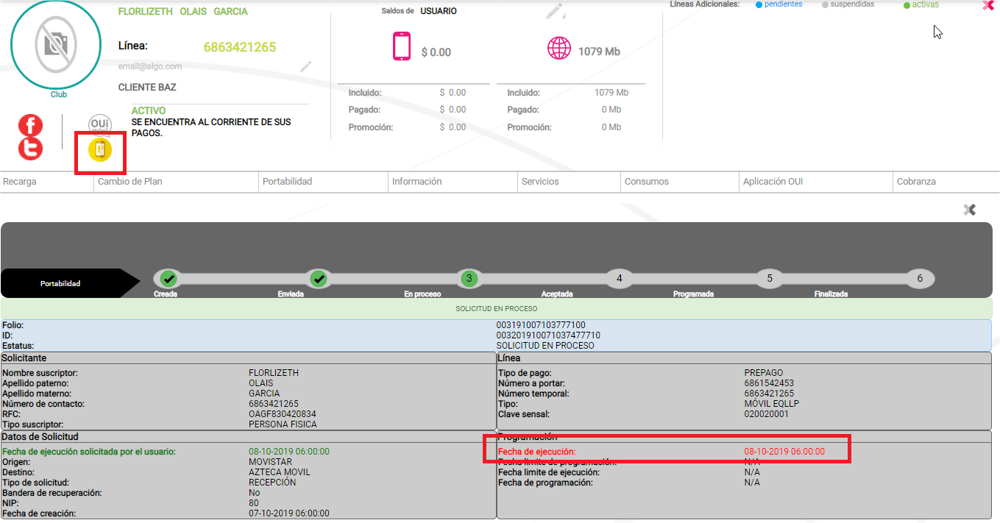 FLORLIZETH OLAIS GARCIA
Línea: 6863421265
email@algo.com
CLIENTE BAZ
Club
ACTIVO
SE ENCUENTRA AL CORRIENTE DE SUS
PAGOS.
OUi
Saldos de USUARIO
$ 0.00
1079 Mb
Incluido: $ 0.00
Pagado: $ 0.00
Promoción: $ 0.00
Incluido: 1079 Mb
Pagado: 0 Mb
Promoción: 0 Mb
Líneas Adicionales: pendientes suspendidas activas
Recarga Cambio de Plan Portabilidad Información Servicios Consumos Aplicación OUI Cobranza
Portabilidad
3 4 5 6
Creada Enviada En proceso Aceptada Programada Finalizada
SOLICITUD EN PROCESO
Folio: 003191007103777100
ID: 003201910071037477710
Estatus: SOLICITUD EN PROCESO
Solicitante
Nombre suscriptor: FLORLIZETH
Apellido paterno: OLAIS
Apellido materno: GARCIA
Número de contacto: 6863421265
RFC: OAGF830420834
Tipo suscriptor: PERSONA FISICA
Línea
Tipo de pago: PREPAGO
Número a portar: 6861542453
Número temporal: 6863421265
Tipo: MÓVIL EQLLP
Clave sensal: 020020001
Datos de Solicitud
Fecha de ejecución solicitada por el usuario: 08-10-2019 06:00:00
Origen: MOVISTAR
Destino: AZTECA MOVIL
Tipo de solicitud: RECEPCIÓN
Bandera de recuperación: No
NIP: 80
Fecha de creación: 07-10-2019 06:00:00
Programación
Fecha de ejecución: 08-10-2019 06:00:00
Fecha limite de programación: N/A
Fecha limite de ejecución: N/A
Fecha de programación: N/A